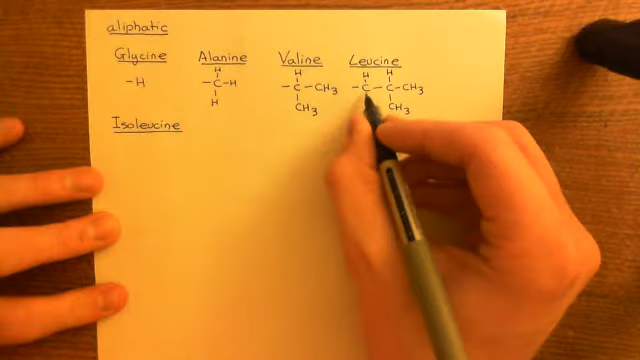 aliphatic
Glycine Alanine Valine Leucine
H H H H
-H -C-H -C-CH3 -C-C-CH3
H CH3 CH3
Isoleucine